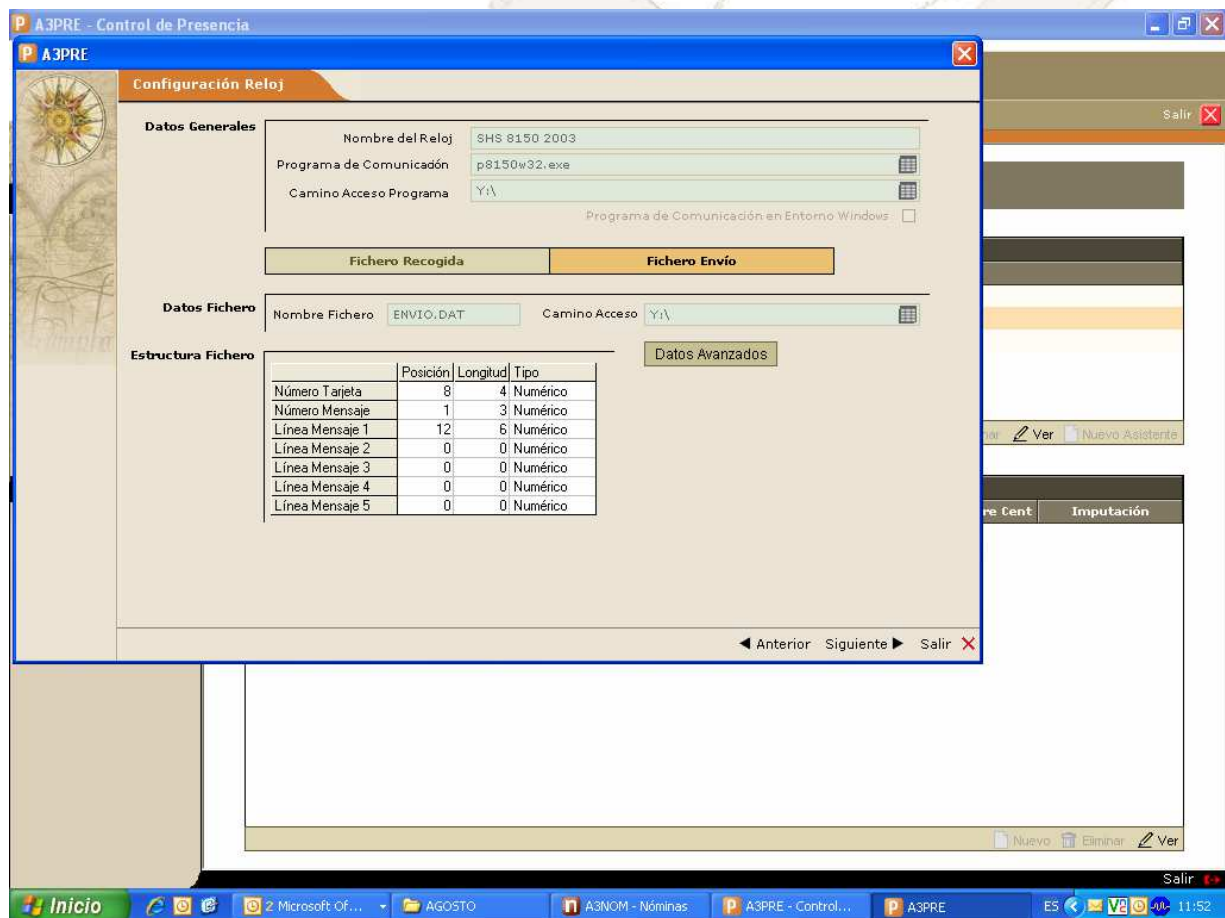 A3PRE - Control de Presencia
A3PRE
Configuración Reloj
Salir
Datos Generales
Nombre del Reloj SHS 8150 2003
Programa de Comunicación p8150w32.exe
Camino Acceso Programa Y:\
Programa de Comunicación en Entorno Windows
Fichero Recogida Fichero Envío
Datos Fichero
Nombre Fichero ENVIO.DAT Camino Acceso Y:\
Estructura Fichero
Datos Avanzados
Posición Longitud Tipo
Número Tarjeta 8 4 Numérico
Número Mensaje 1 3 Numérico
Línea Mensaje 1 12 6 Numérico
Línea Mensaje 2 0 0 Numérico
Línea Mensaje 3 0 0 Numérico
Línea Mensaje 4 0 0 Numérico
Línea Mensaje 5 0 0 Numérico
Ver Nuevo Asistente
re Cent Imputación
Anterior Siguiente Salir
Nuevo Eliminar Ver
Salir
Inicio 2 Microsoft Of... AGOSTO A3NOM - Nóminas A3PRE - Control... A3PRE ES 11:52